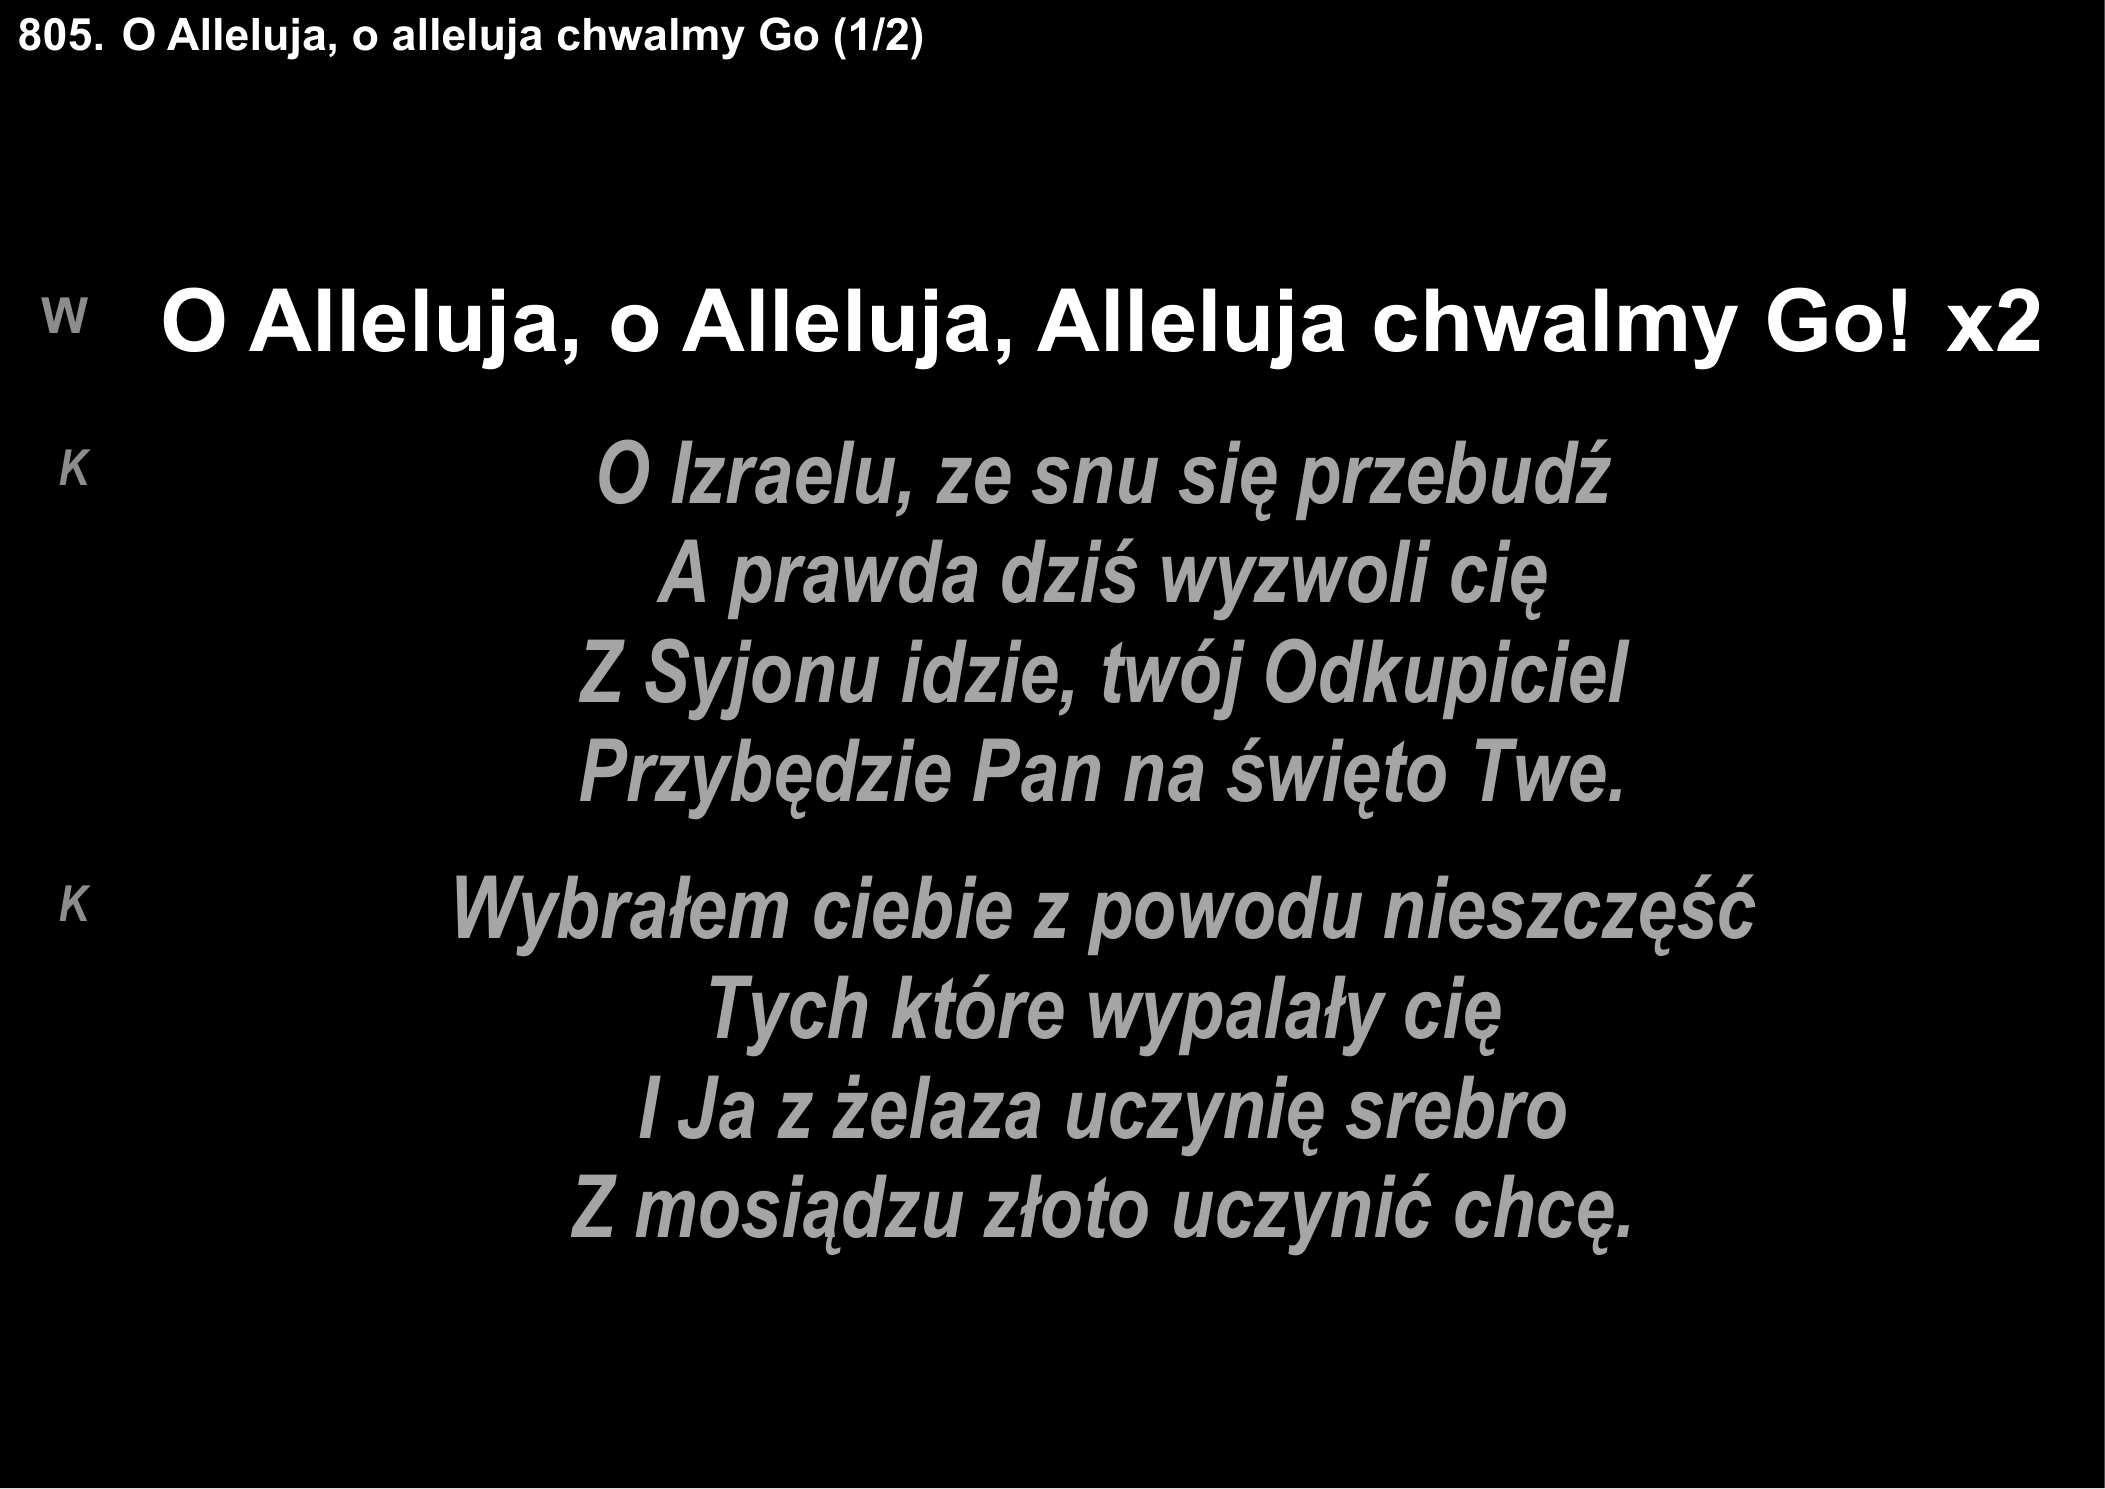 805. O Alleluja, o alleluja chwalmy Go (1/2)
W O Alleluja, o Alleluja, Alleluja chwalmy Go! x2
K O Izraelu, ze snu się przebudź
A prawda dziś wyzwoli cię
Z Syjonu idzie, twój Odkupiciel
Przybędzie Pan na święto Twe.
K Wybrałem ciebie z powodu nieszczęść
Tych które wypalały cię
I Ja z żelaza uczynię srebro
Z mosiądzu złoto uczynić chcę.